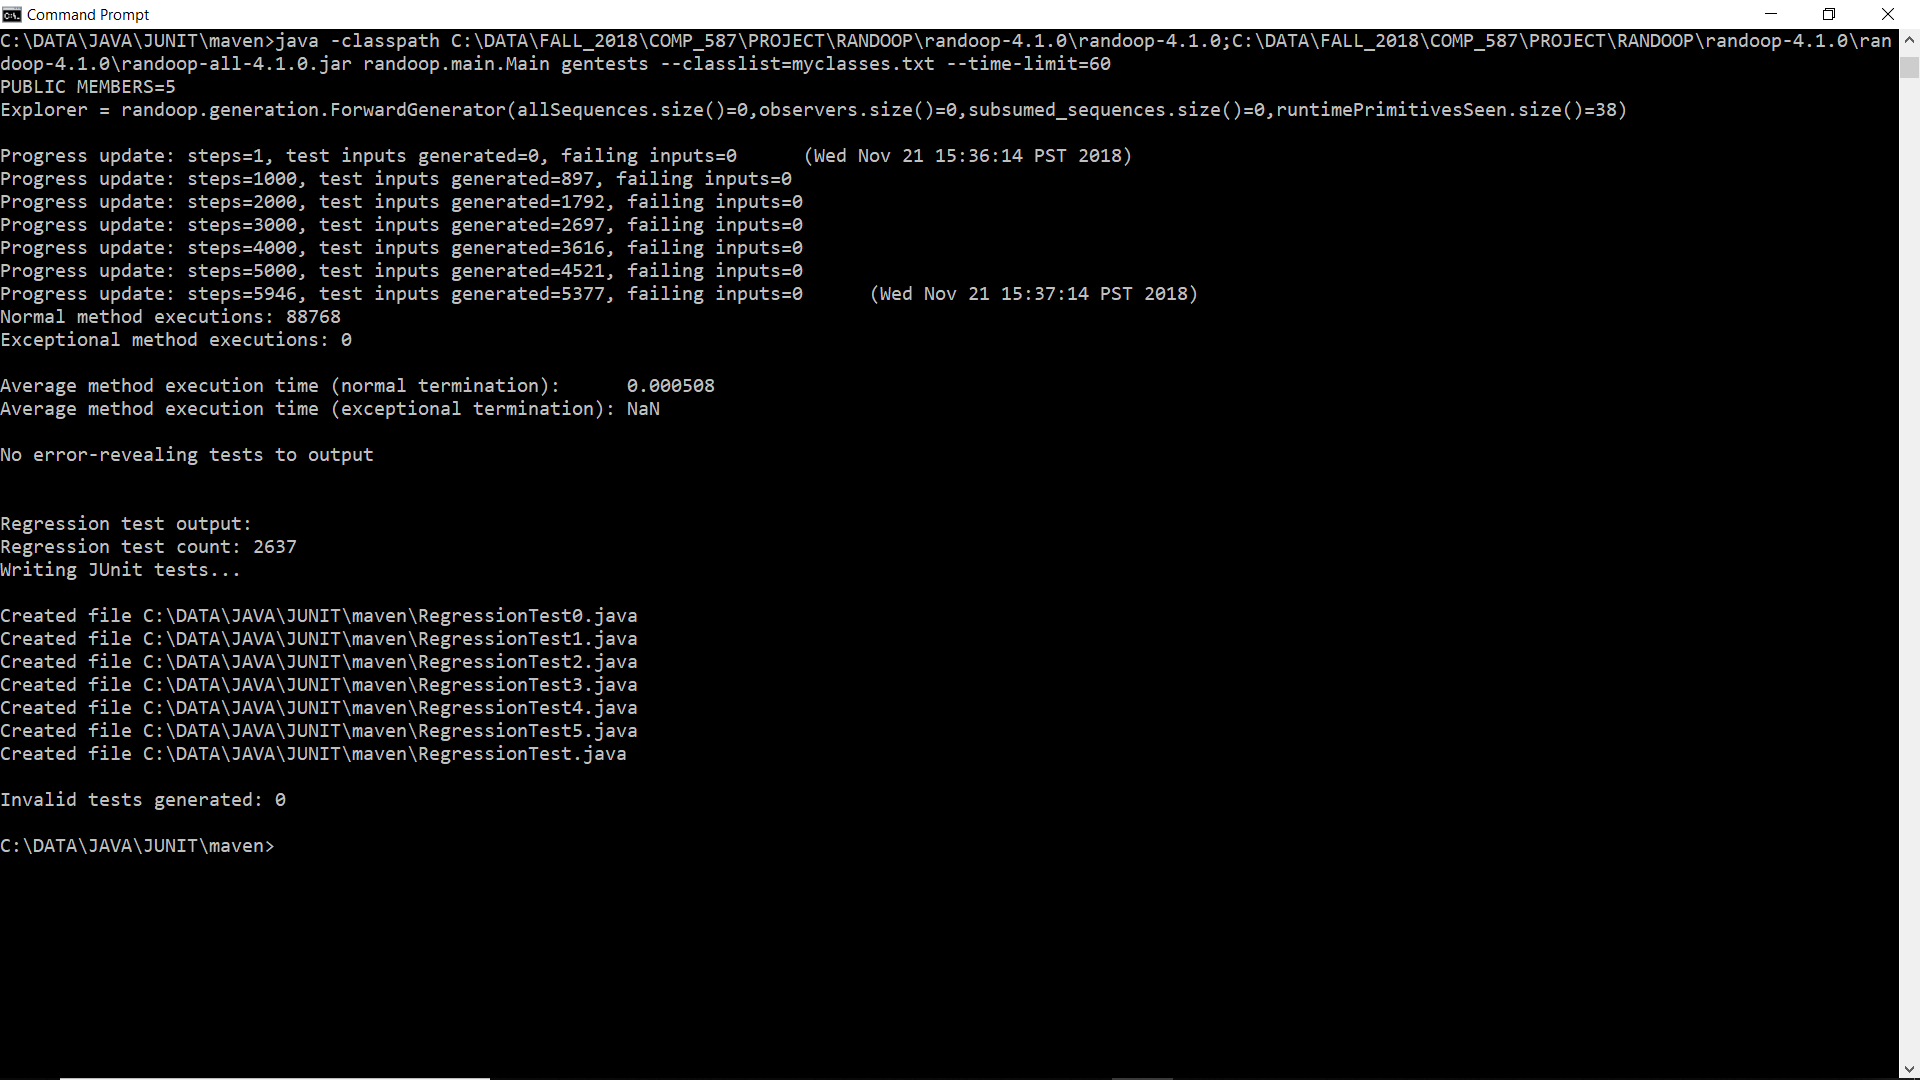 Command Prompt
C:\DATA\JAVA\JUNIT\maven>java -classpath C:\DATA\FALL_2018\COMP_587\PROJECT\RANDOOP\randoop-4.1.0\randoop-4.1.0;C:\DATA\FALL_2018\COMP_587\PROJECT\RANDOOP\randoop-4.1.0\ran
doop-4.1.0\randoop-all-4.1.0.jar randoop.main.Main gentests --classlist=myclasses.txt --time-limit=60
PUBLIC MEMBERS=5
Explorer = randoop.generation.ForwardGenerator(allSequences.size()=0,observers.size()=0,subsumed_sequences.size()=0,runtimePrimitivesSeen.size()=38)
Progress update: steps=1, test inputs generated=0, failing inputs=0      (Wed Nov 21 15:36:14 PST 2018)
Progress update: steps=1000, test inputs generated=897, failing inputs=0
Progress update: steps=2000, test inputs generated=1792, failing inputs=0
Progress update: steps=3000, test inputs generated=2697, failing inputs=0
Progress update: steps=4000, test inputs generated=3616, failing inputs=0
Progress update: steps=5000, test inputs generated=4521, failing inputs=0
Progress update: steps=5946, test inputs generated=5377, failing inputs=0      (Wed Nov 21 15:37:14 PST 2018)
Normal method executions: 88768
Exceptional method executions: 0
Average method execution time (normal termination):      0.000508
Average method execution time (exceptional termination): NaN
No error-revealing tests to output
Regression test output:
Regression test count: 2637
Writing JUnit tests...
Created file C:\DATA\JAVA\JUNIT\maven\RegressionTest0.java
Created file C:\DATA\JAVA\JUNIT\maven\RegressionTest1.java
Created file C:\DATA\JAVA\JUNIT\maven\RegressionTest2.java
Created file C:\DATA\JAVA\JUNIT\maven\RegressionTest3.java
Created file C:\DATA\JAVA\JUNIT\maven\RegressionTest4.java
Created file C:\DATA\JAVA\JUNIT\maven\RegressionTest5.java
Created file C:\DATA\JAVA\JUNIT\maven\RegressionTest.java
Invalid tests generated: 0
C:\DATA\JAVA\JUNIT\maven>